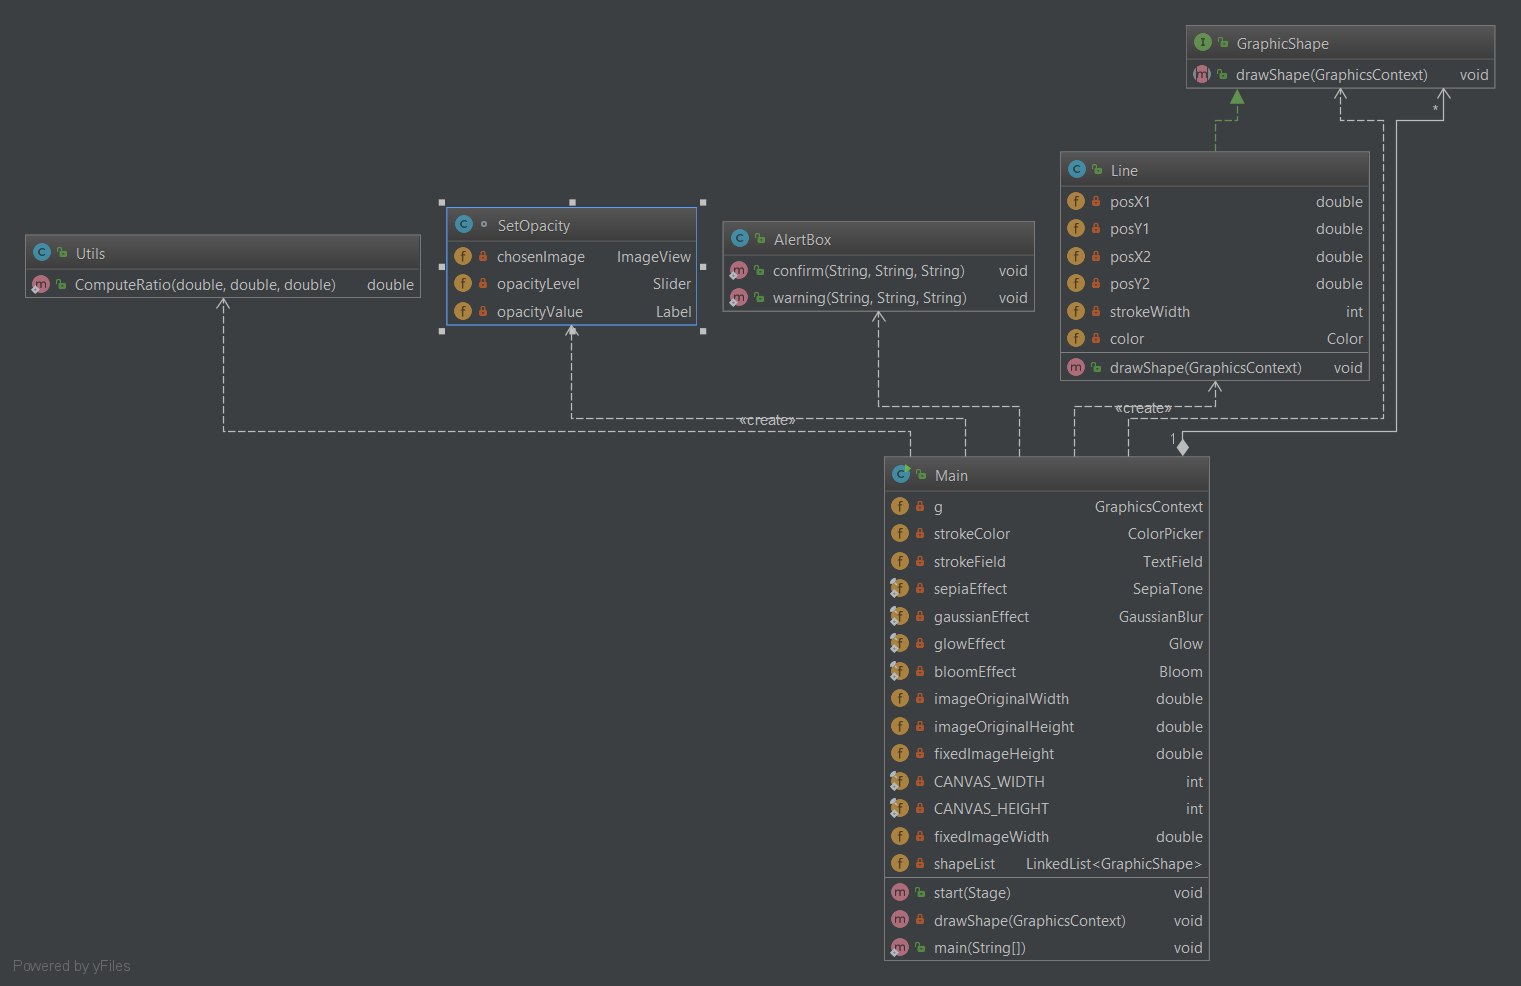 GraphicShape
drawShape(GraphicsContext) void
*
Line
posX1 double
posY1 double
posX2 double
posY2 double
strokeWidth int
color Color
drawShape(GraphicsContext) void
SetOpacity
chosenImage ImageView
opacityLevel Slider
opacityValue Label
AlertBox
confirm(String, String, String) void
warning(String, String, String) void
Utils
ComputeRatio(double, double, double) double
«create»
«create»
1
Main
g GraphicsContext
strokeColor ColorPicker
strokeField TextField
sepiaEffect SepiaTone
gaussianEffect GaussianBlur
glowEffect Glow
bloomEffect Bloom
imageOriginalWidth double
imageOriginalHeight double
fixedImageHeight double
CANVAS_WIDTH int
CANVAS_HEIGHT int
fixedImageWidth double
shapeList LinkedList<GraphicShape>
start(Stage) void
drawShape(GraphicsContext) void
main(String[]) void
Powered by yFiles